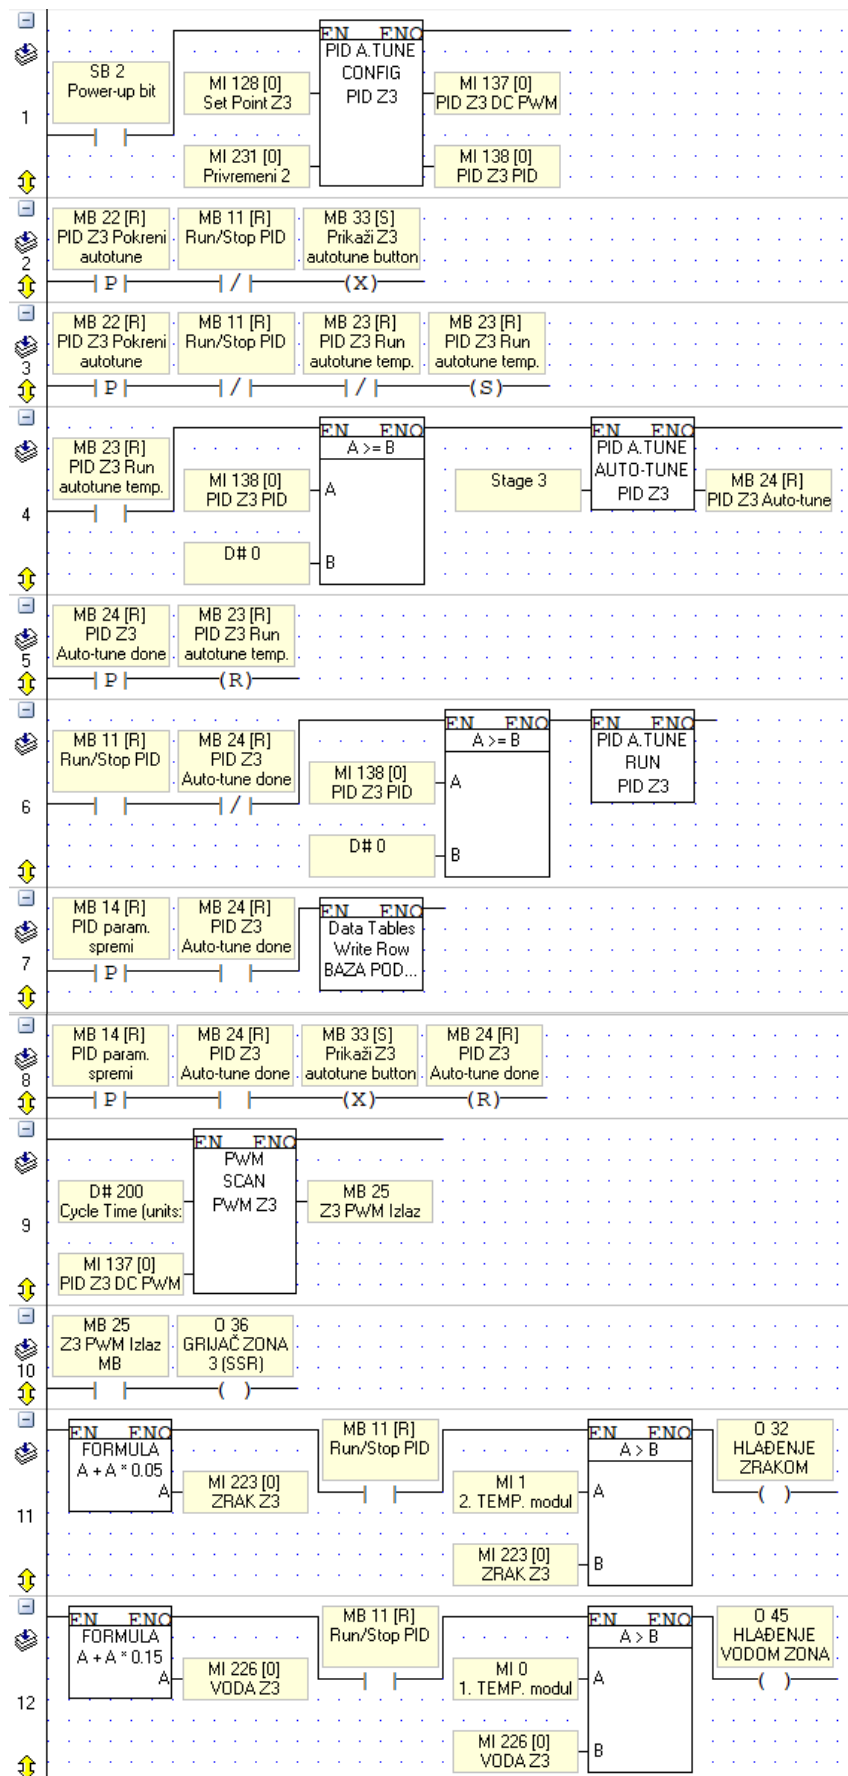 EN ENO
PID A.TUNE
CONFIG
PID Z3
SB 2
Power-up bit
MI 128 [0]
Set Point Z3
MI 137 [0]
PID Z3 DC PWM
1
MI 231 [0]
Privremeni 2
MI 138 [0]
PID Z3 PID
MB 22 [R]
PID Z3 Pokreni
autotune
MB 11 [R]
Run/Stop PID
MB 33 [S]
Prikaži Z3
autotune button
2
P
/
(X)
MB 22 [R]
PID Z3 Pokreni
autotune
MB 11 [R]
Run/Stop PID
MB 23 [R]
PID Z3 Run
autotune temp.
MB 23 [R]
PID Z3 Run
autotune temp.
3
P
/
/
(S)
EN ENO
A >= B
EN ENO
PID A.TUNE
AUTO-TUNE
PID Z3
MB 23 [R]
PID Z3 Run
autotune temp.
MI 138 [0]
PID Z3 PID
A
Stage 3
MB 24 [R]
PID Z3 Auto-tune
4
D# 0
B
MB 24 [R]
PID Z3
Auto-tune done
MB 23 [R]
PID Z3 Run
autotune temp.
5
P
(R)
EN ENO
A >= B
EN ENO
PID A.TUNE
RUN
PID Z3
MB 11 [R]
Run/Stop PID
MB 24 [R]
PID Z3
Auto-tune done
MI 138 [0]
PID Z3 PID
A
6
/
D# 0
B
MB 14 [R]
PID param.
spremi
MB 24 [R]
PID Z3
Auto-tune done
EN ENO
Data Tables
Write Row
BAZA POD...
7
P
MB 14 [R]
PID param.
spremi
MB 24 [R]
PID Z3
Auto-tune done
MB 33 [S]
Prikaži Z3
autotune button
MB 24 [R]
PID Z3
Auto-tune done
8
P
(X)
(R)
EN ENO
PWM
SCAN
PWM Z3
D# 200
Cycle Time (units:
MB 25
Z3 PWM Izlaz
9
MI 137 [0]
PID Z3 DC PWM
MB 25
Z3 PWM Izlaz
MB
O 36
GRIJAČ ZONA
3 (SSR)
10
( )
EN ENO
FORMULA
A + A * 0.05
A
MI 223 [0]
ZRAK Z3
MB 11 [R]
Run/Stop PID
EN ENO
A > B
O 32
HLAĐENJE
ZRAKOM
MI 1
2. TEMP. modul
A
( )
11
MI 223 [0]
ZRAK Z3
B
EN ENO
FORMULA
A + A * 0.15
A
MI 226 [0]
VODA Z3
MB 11 [R]
Run/Stop PID
EN ENO
A > B
O 45
HLAĐENJE
VODOM ZONA
MI 0
1. TEMP. modul
A
( )
12
MI 226 [0]
VODA Z3
B